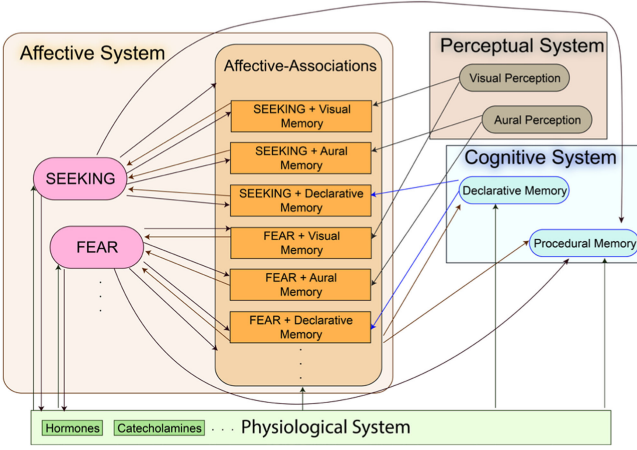 Affective System
Affective-Associations
SEEKING + Visual
Memory
SEEKING + Aural
Memory
SEEKING + Declarative
Memory
FEAR + Visual
Memory
FEAR + Aural
Memory
FEAR + Declarative
Memory
SEEKING
FEAR
Perceptual System
Visual Perception
Aural Perception
Cognitive System
Declarative Memory
Procedural Memory
Hormones
Catecholamines
. . .
Physiological System